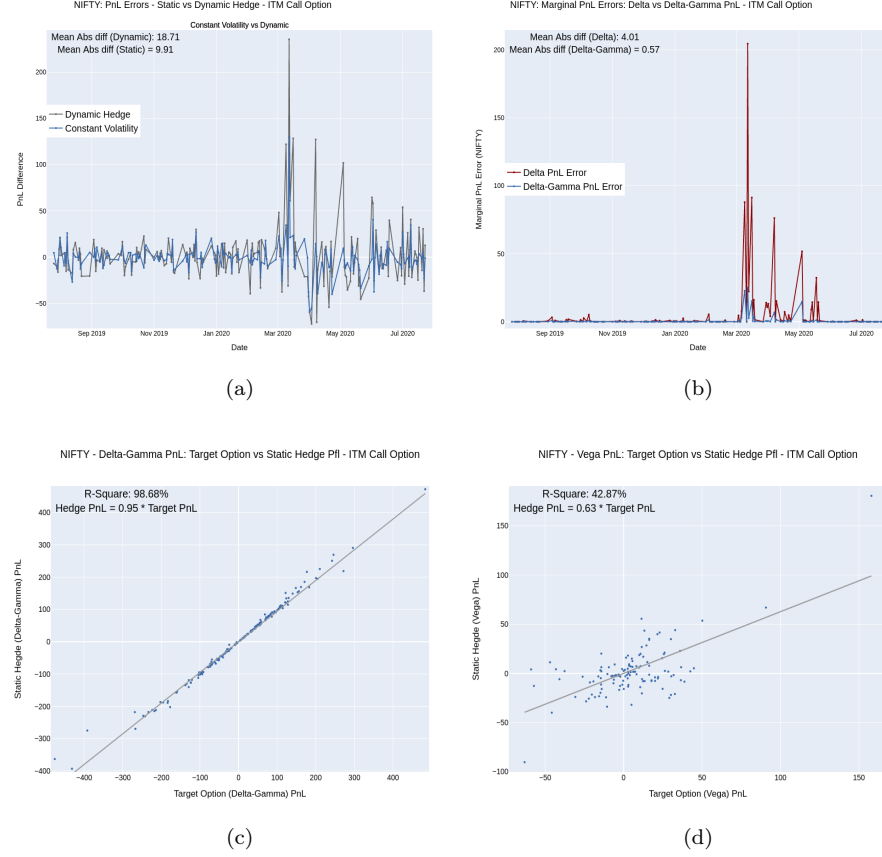 NIFTY: PnL Errors - Static vs Dynamic Hedge - ITM Call Option
Constant Volatility vs Dynamic
Mean Abs diff (Dynamic): 18.71
Mean Abs diff (Static) = 9.91
Dynamic Hedge
Constant Volatility
PnL Difference
200
150
100
50
0
−50
Sep 2019
Nov 2019
Jan 2020
Mar 2020
May 2020
Jul 2020
Date
(a)
NIFTY: Marginal PnL Errors: Delta vs Delta-Gamma PnL - ITM Call Option
Mean Abs diff (Delta): 4.01
Mean Abs diff (Delta-Gamma) = 0.57
Delta PnL Error
Delta-Gamma PnL Error
Marginal PnL Error (NIFTY)
200
150
100
50
0
Sep 2019
Nov 2019
Jan 2020
Mar 2020
May 2020
Jul 2020
Date
(b)
NIFTY - Delta-Gamma PnL: Target Option vs Static Hedge Pfl - ITM Call Option
R-Square: 98.68%
Hedge PnL = 0.95 * Target PnL
Static Hegde (Delta-Gamma) PnL
400
300
200
100
0
−100
−200
−300
−400
−400
−300
−200
−100
0
100
200
300
400
Target Option (Delta-Gamma) PnL
(c)
NIFTY - Vega PnL: Target Option vs Static Hedge Pfl - ITM Call Option
R-Square: 42.87%
Hedge PnL = 0.63 * Target PnL
Static Hegde (Vega) PnL
150
100
50
0
−50
−100
−50
0
50
100
150
Target Option (Vega) PnL
(d)